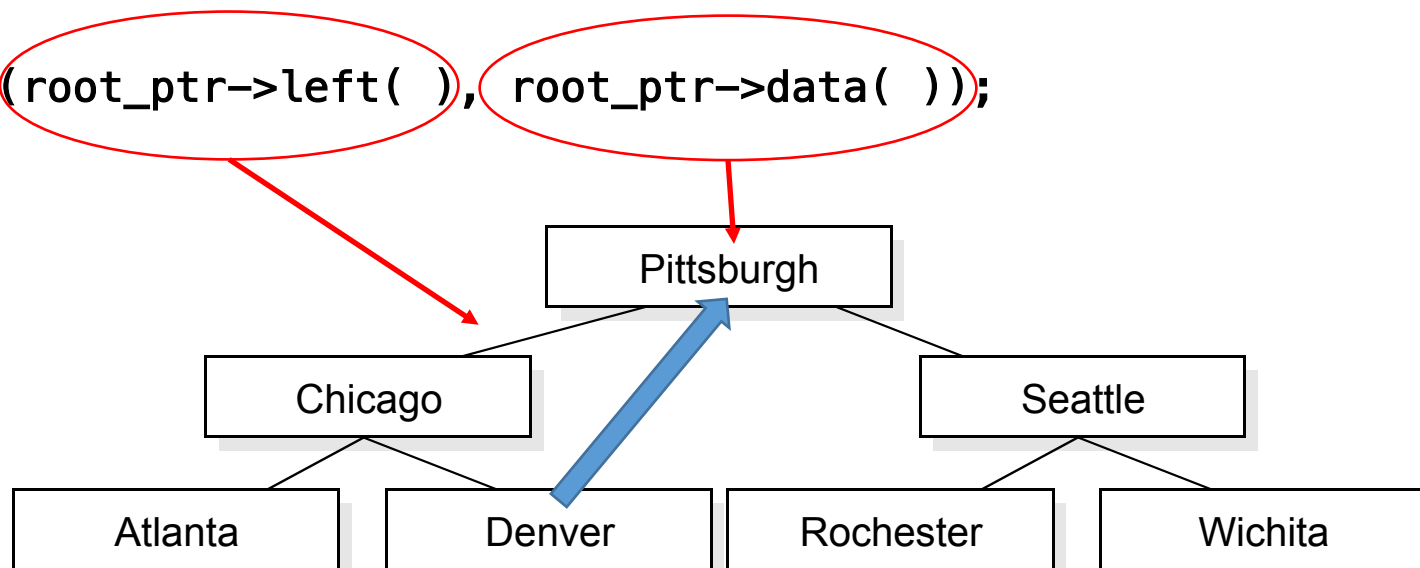 (root_ptr->left( ), root_ptr->data( ));
Pittsburgh
Chicago Seattle
Atlanta Denver Rochester Wichita